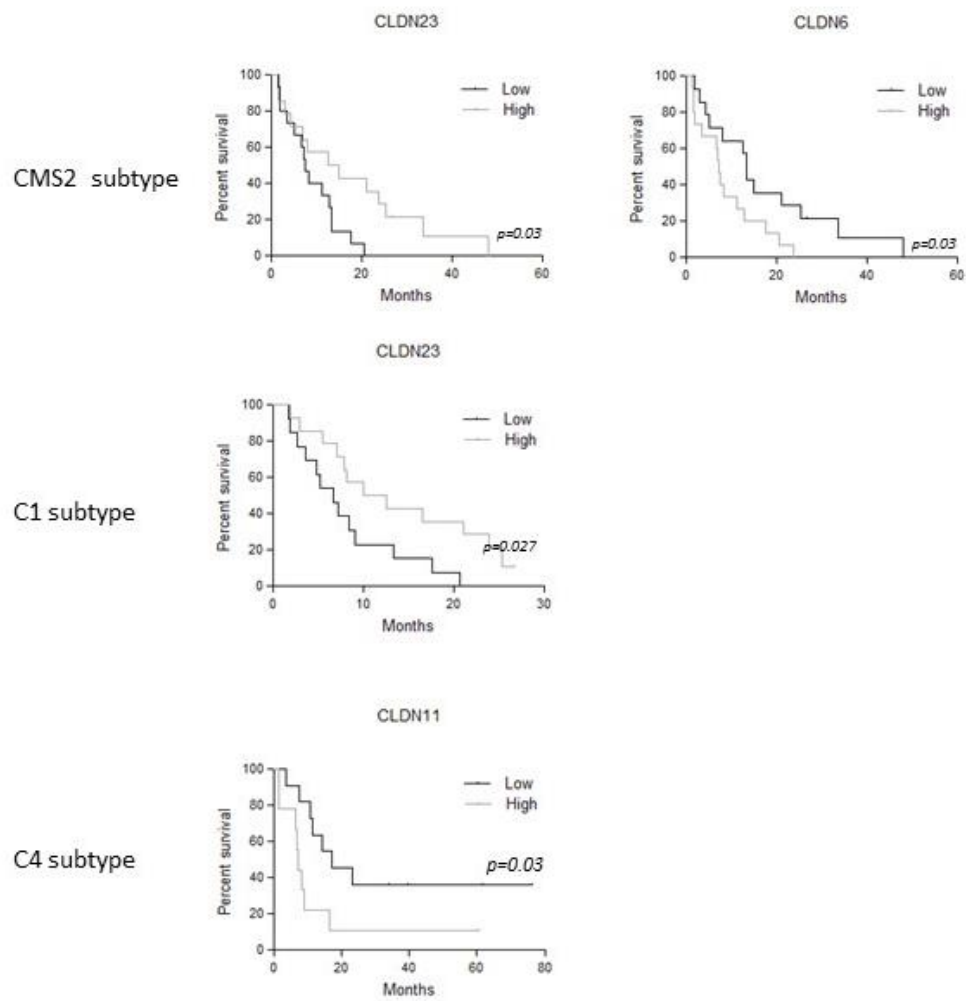 CLDN23
100
80
60
40
20
0
Percent survival
Low
High
p=0.03
0 20 40 60
Months
CLDN6
100
80
60
40
20
0
Percent survival
Low
High
p=0.03
0 20 40 60
Months
CMS2 subtype
CLDN23
100
80
60
40
20
0
Percent survival
Low
High
p=0.027
0 10 20 30
Months
C1 subtype
CLDN11
100
80
60
40
20
0
Percent survival
Low
High
p=0.03
0 20 40 60 80
Months
C4 subtype